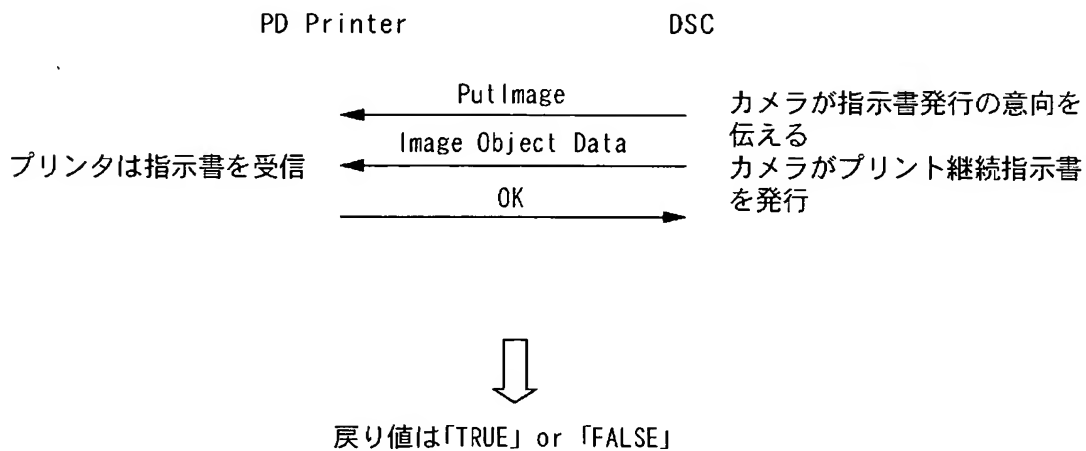 PD Printer DSC
PutImage
カメラが指示書発行の意向を
伝える
Image Object Data
プリンタは指示書を受信
カメラがプリント継続指示書
を発行
OK
戻り値は「TRUE」 or 「FALSE」